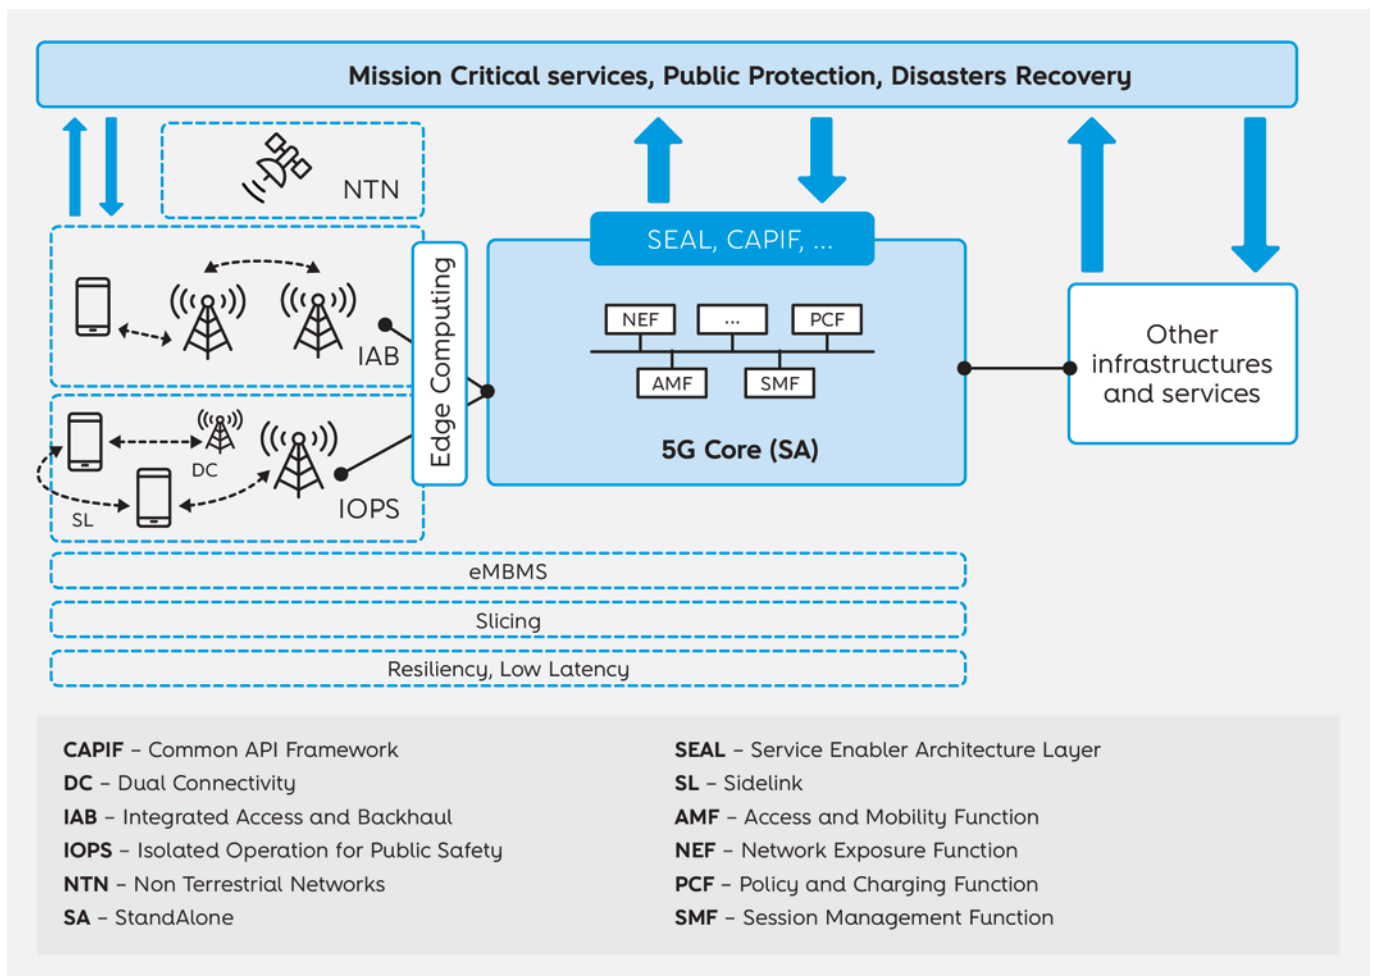 Mission Critical services, Public Protection, Disasters Recovery
NTN
SEAL, CAPIF, ...
IAB
Edge Computing
NEF
...
PCF
AMF
SMF
5G Core (SA)
Other
infrastructures
and services
DC
SL
IOPS
eMBMS
Slicing
Resiliency, Low Latency
CAPIF – Common API Framework
DC – Dual Connectivity
IAB – Integrated Access and Backhaul
IOPS – Isolated Operation for Public Safety
NTN – Non Terrestrial Networks
SA – StandAlone
SEAL – Service Enabler Architecture Layer
SL – Sidelink
AMF – Access and Mobility Function
NEF – Network Exposure Function
PCF – Policy and Charging Function
SMF – Session Management Function